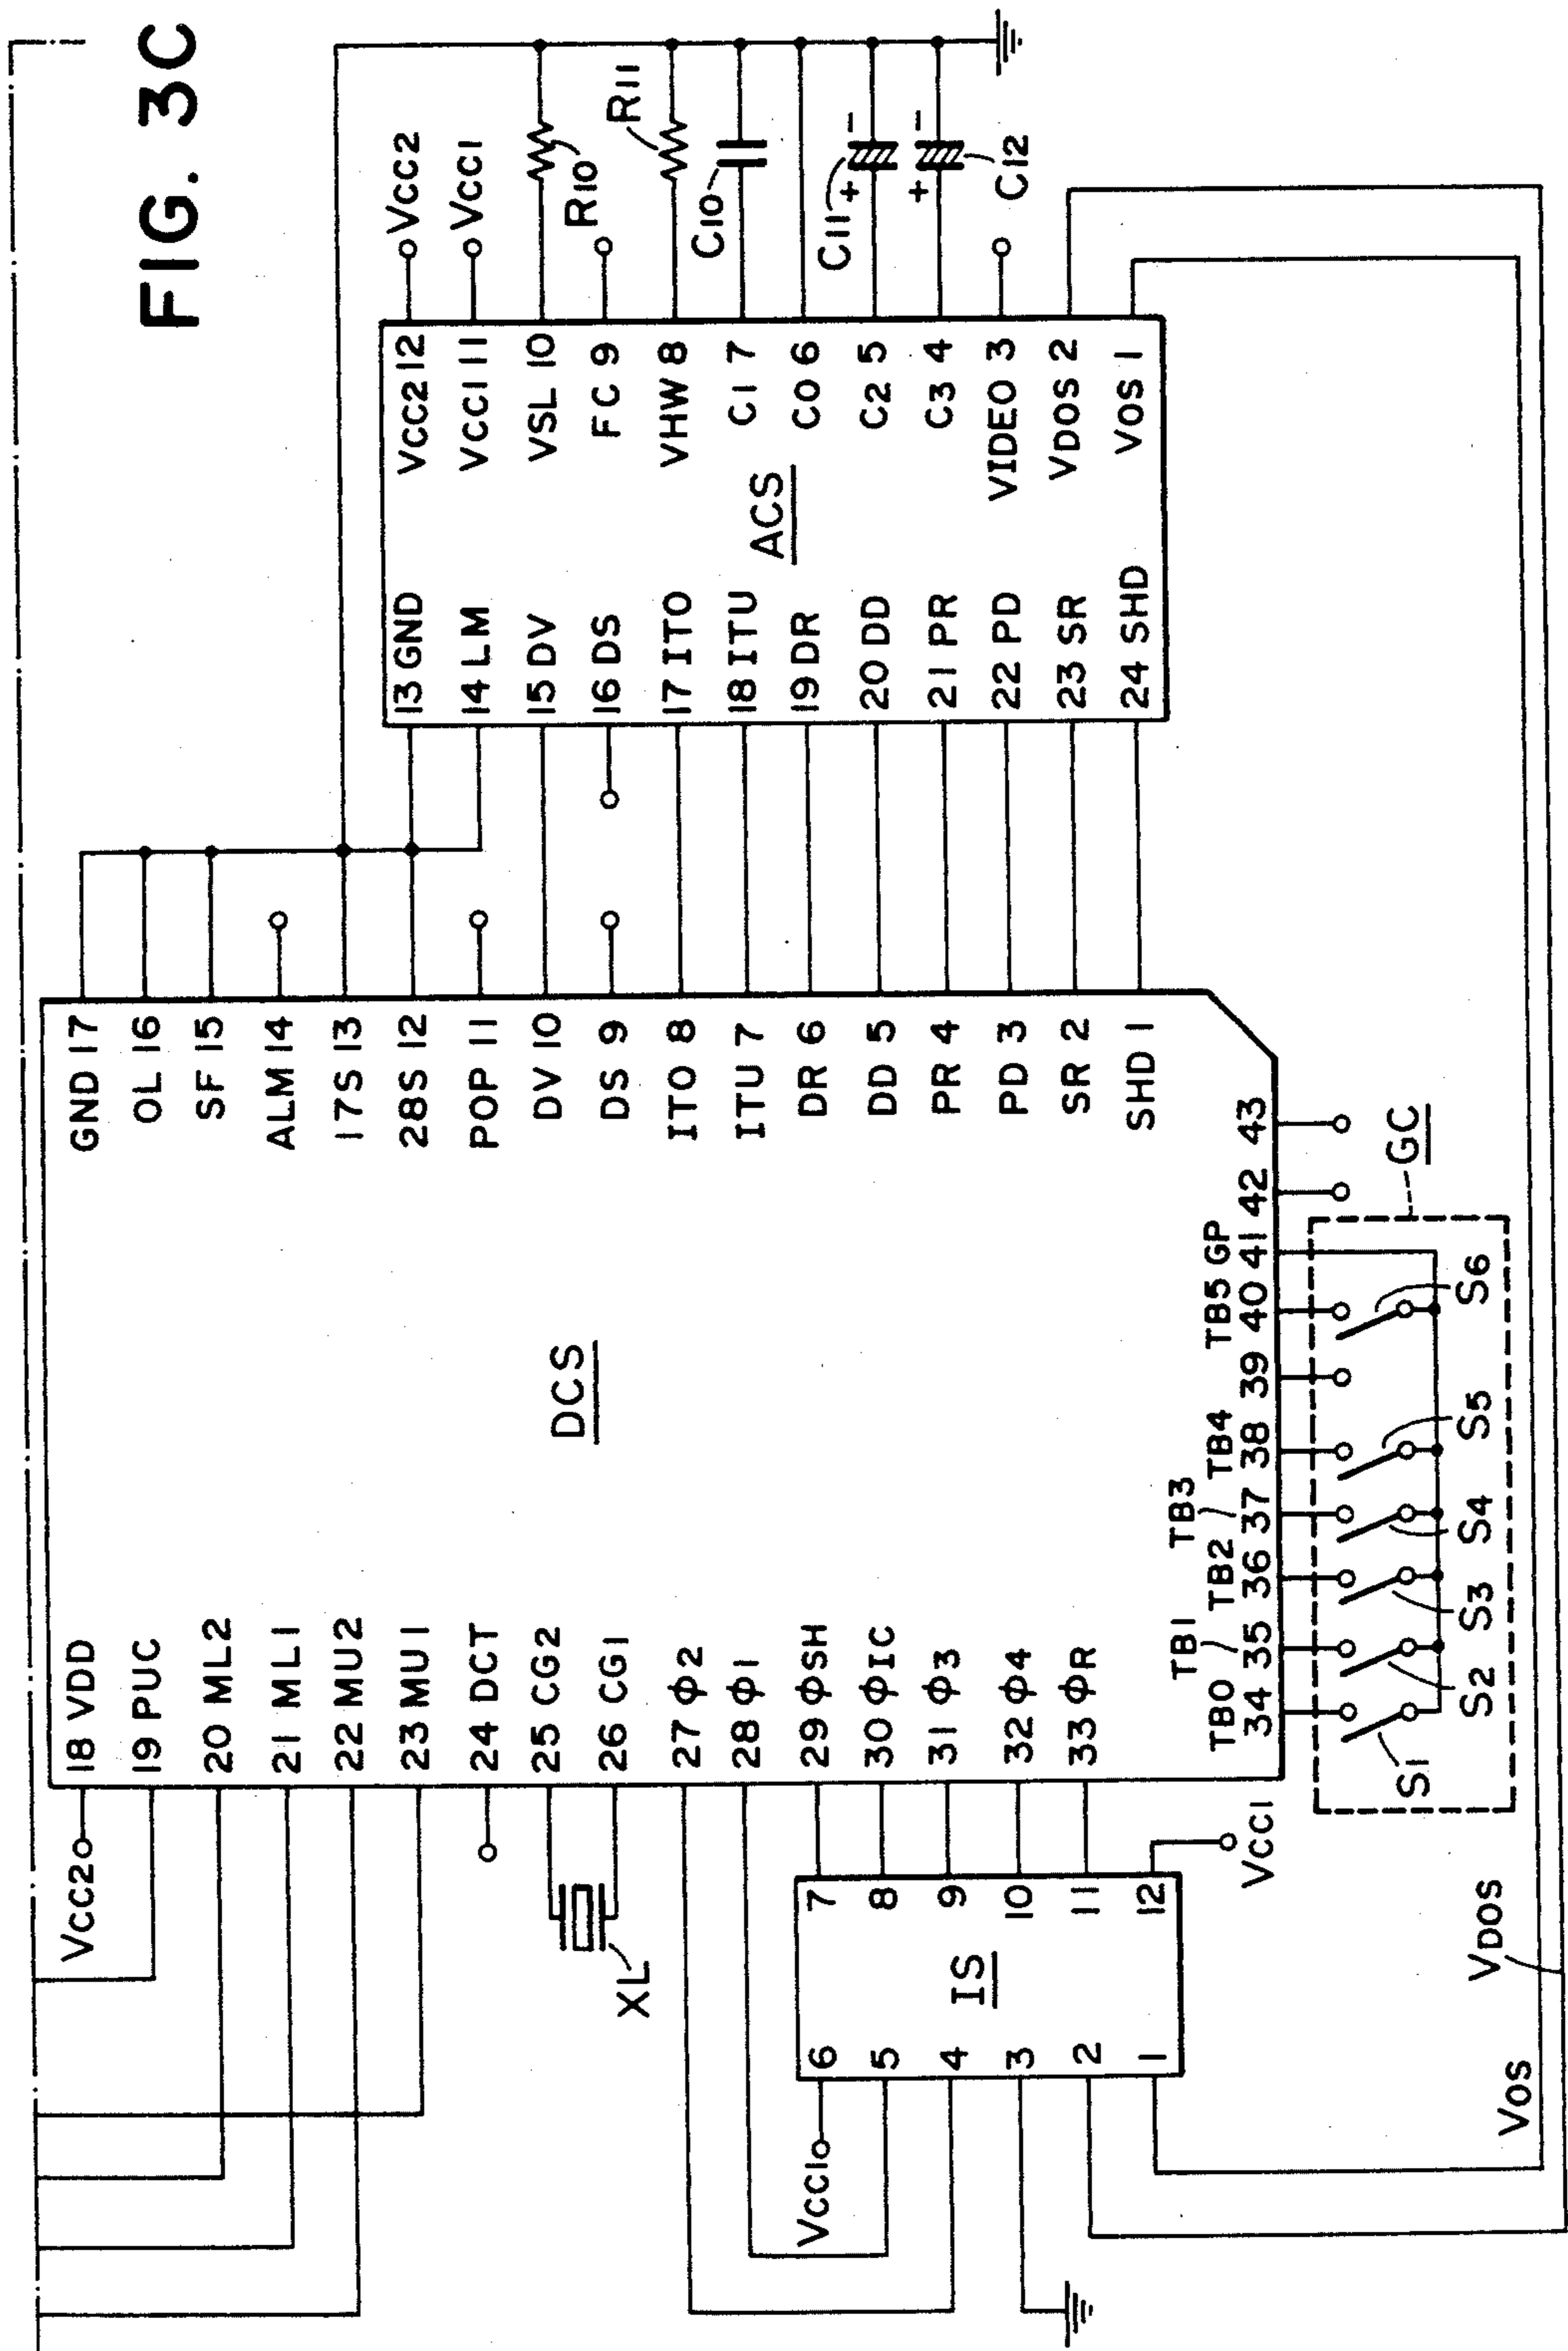 FIG. 3C
VCC2
18 VDD
19 PUC
20 ML2
21 ML1
22 MU2
23 MU1
24 DCT
25 CG2
26 CG1
27 Φ2
28 Φ1
29 ΦSH
30 ΦIC
31 Φ3
32 Φ4
33 ΦR
XL
DCS
GND 17
OL 16
SF 15
ALM 14
17S 13
28S 12
POP 11
DV 10
DS 9
ITO 8
ITU 7
DR 6
DD 5
PR 4
PD 3
SR 2
SHD 1
TB0 TB1 TB2 TB3 TB4 TB5 GP
34 35 36 37 38 39 40 41 42 43
S1 S2 S3 S4 S5 S6
GC
VCC1
6
5
4
3
2
1
IS
7
8
9
10
11
12
VCC1
VOS
VDOS
13 GND
14 LM
15 DV
16 DS
17 ITO
18 ITU
19 DR
20 DD
21 PR
22 PD
23 SR
24 SHD
ACS
VCC2 12
VCC1 11
VSL 10
FC 9
VHW 8
C1 7
C0 6
C2 5
C3 4
VIDEO 3
VDOS 2
VOS 1
VCC2
VCC1
R10
R11
C10
C11
+ −
+ −
C12